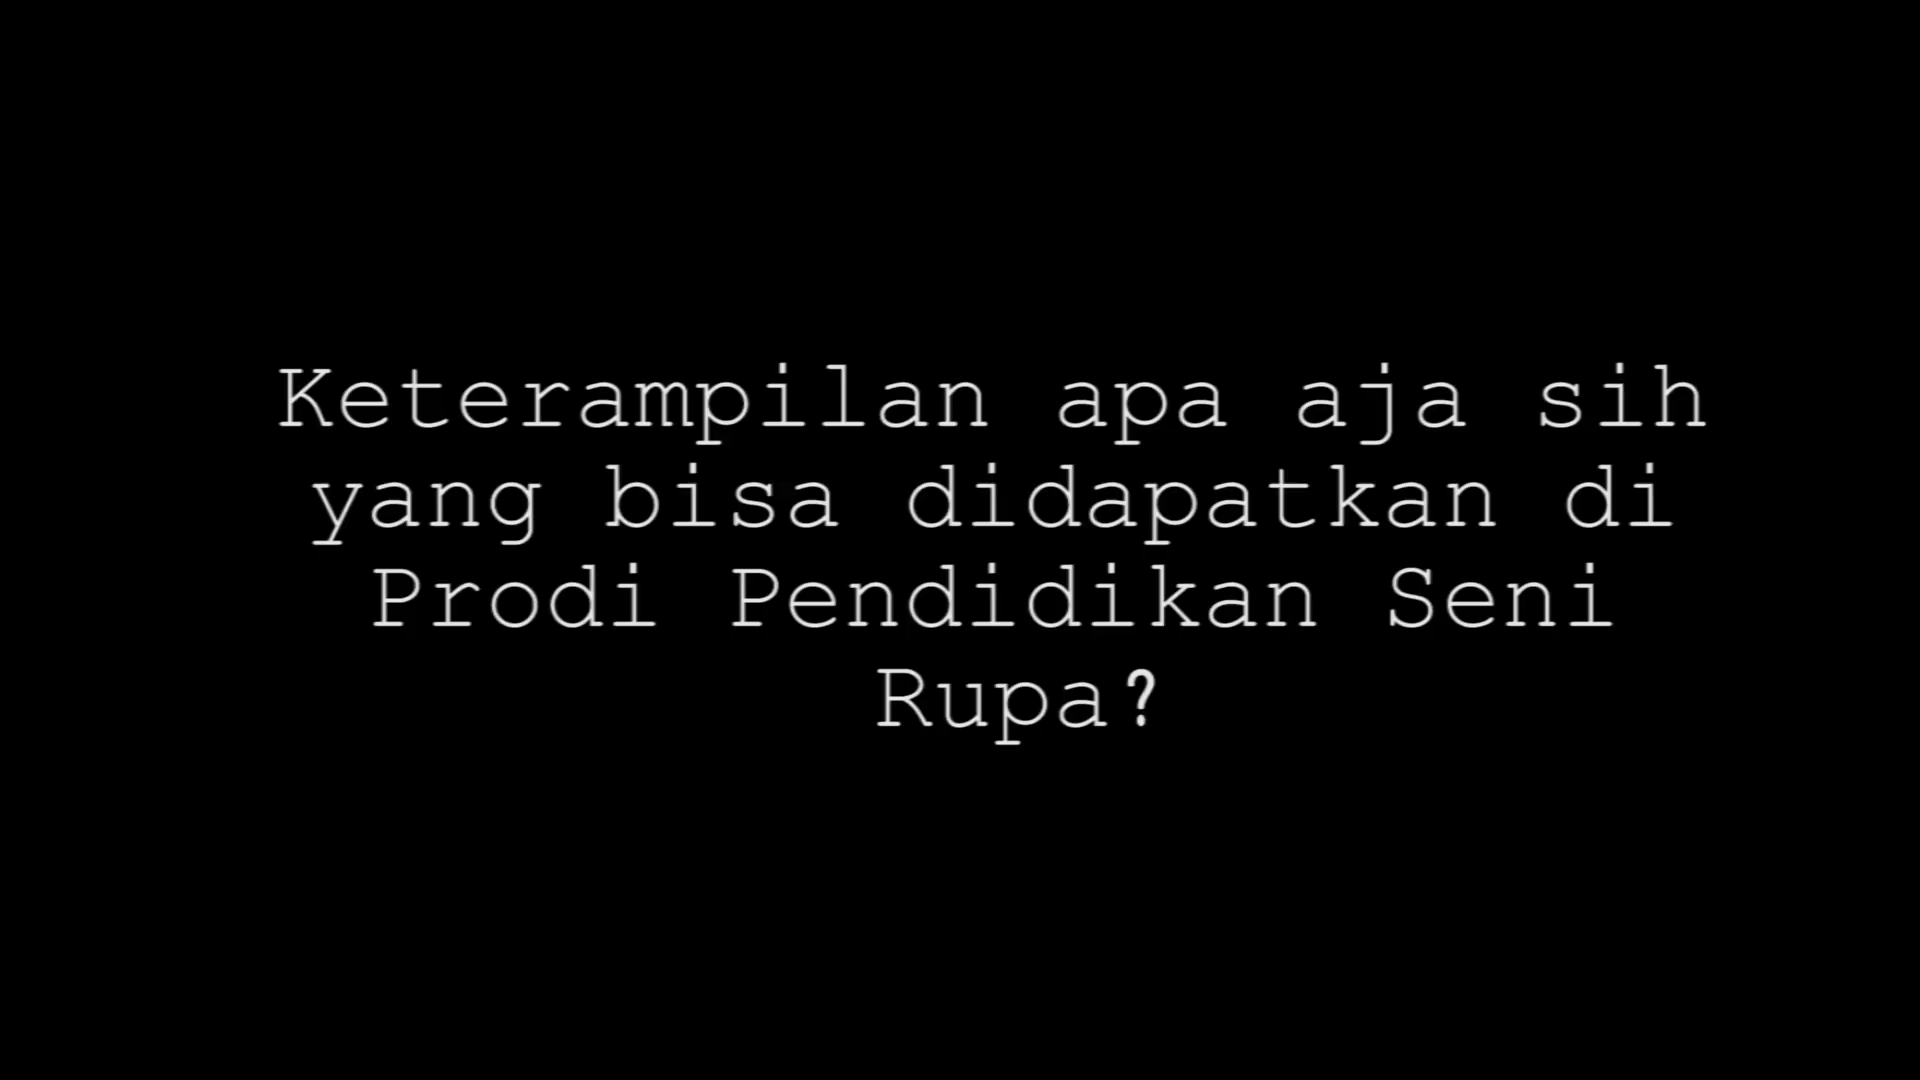 Keterampilan apa aja sih
yang bisa didapatkan di
Prodi Pendidikan Seni
Rupa?